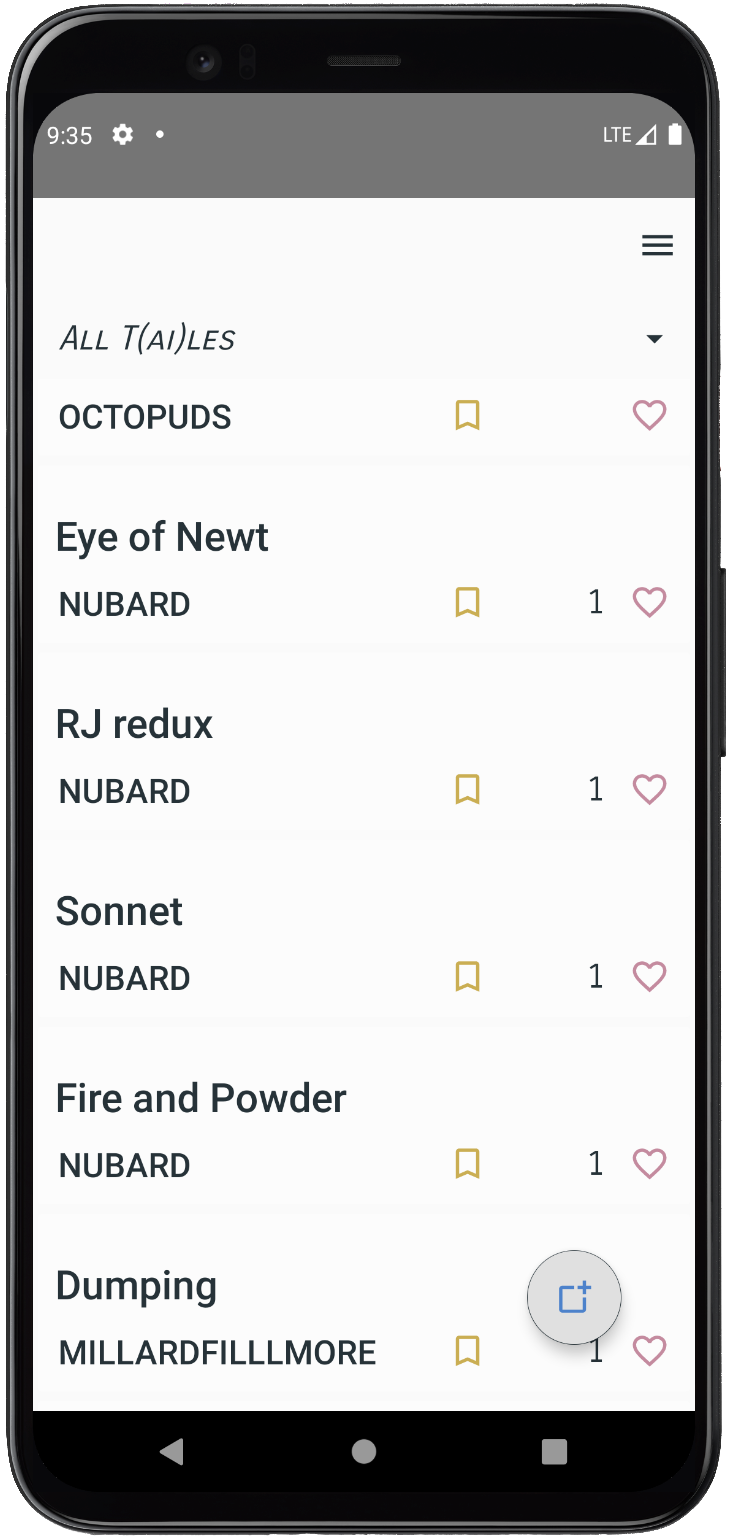 9:35 LTE
All T(ai)les
OCTOPUDS
Eye of Newt
NUBARD 1
RJ redux
NUBARD 1
Sonnet
NUBARD 1
Fire and Powder
NUBARD 1
Dumping
MILLARDFILLLMORE 1